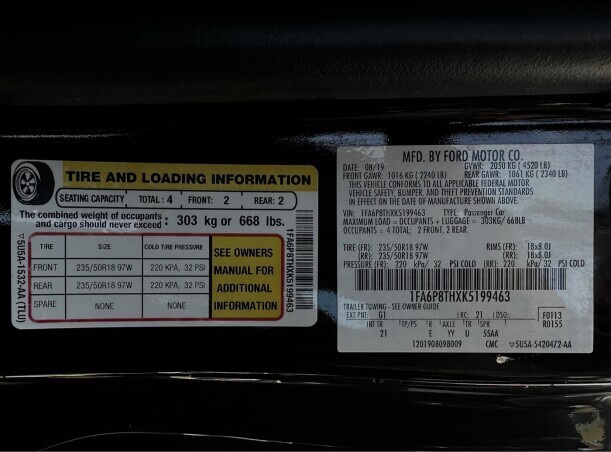 TIRE AND LOADING INFORMATION
SEATING CAPACITY TOTAL: 4 FRONT: 2 REAR: 2
The combined weight of occupants and cargo should never exceed: 303 kg or 668 lbs.
TIRE SIZE COLD TIRE PRESSURE
FRONT 235/50R18 97W 220 KPA, 32 PSI
REAR 235/50R18 97W 220 KPA, 32 PSI
SPARE NONE NONE
SEE OWNERS
MANUAL FOR
ADDITIONAL
INFORMATION
▽5U5A-1532-AA (TLU)
1FA6P8THXK5199463
MFD. BY FORD MOTOR CO.
DATE: 08/19 GVWR: 2050 KG (4520 LB)
FRONT GAWR: 1016 KG (2240 LB) REAR GAWR: 1061 KG (2340 LB)
THIS VEHICLE CONFORMS TO ALL APPLICABLE FEDERAL MOTOR
VEHICLE SAFETY, BUMPER, AND THEFT PREVENTION STANDARDS
IN EFFECT ON THE DATE OF MANUFACTURE SHOWN ABOVE.
VIN: 1FA6P8THXK5199463 TYPE: Passenger Car
MAXIMUM LOAD = OCCUPANTS + LUGGAGE = 303KG/ 668LB
OCCUPANTS = 4 TOTAL, 2 FRONT, 2 REAR
TIRE (FR): 235/50R18 97W RIMS (FR): 18x8.0J
(RR): 235/50R18 97W (RR): 18x8.0J
PRESSURE (FR): 220 kPa/ 32 PSI COLD (RR): 220 kPa/ 32 PSI COLD
1FA6P8THXK5199463
TRAILER TOWING - SEE OWNER GUIDE
EXT PNT: G1 RC: 21 DSO: F0113
INT TR TP/PS R AXLE TR SPR R0155
21 E YY U 55AA
1201908098009 CMC ▽5U5A-5420472-AA